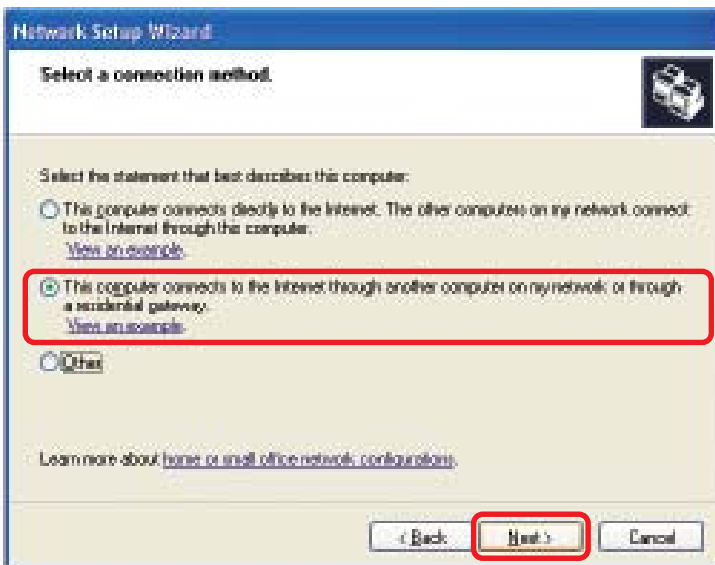 Network Setup Wizard
Select a connection method.
Select the statement that best describes this computer:
This computer connects directly to the Internet. The other computers on my network connect
to the Internet through this computer.
View an example.
This computer connects to the Internet through another computer on my network or through
a residential gateway.
View an example.
Other
Learn more about home or small office network configurations.
< Back
Next >
Cancel